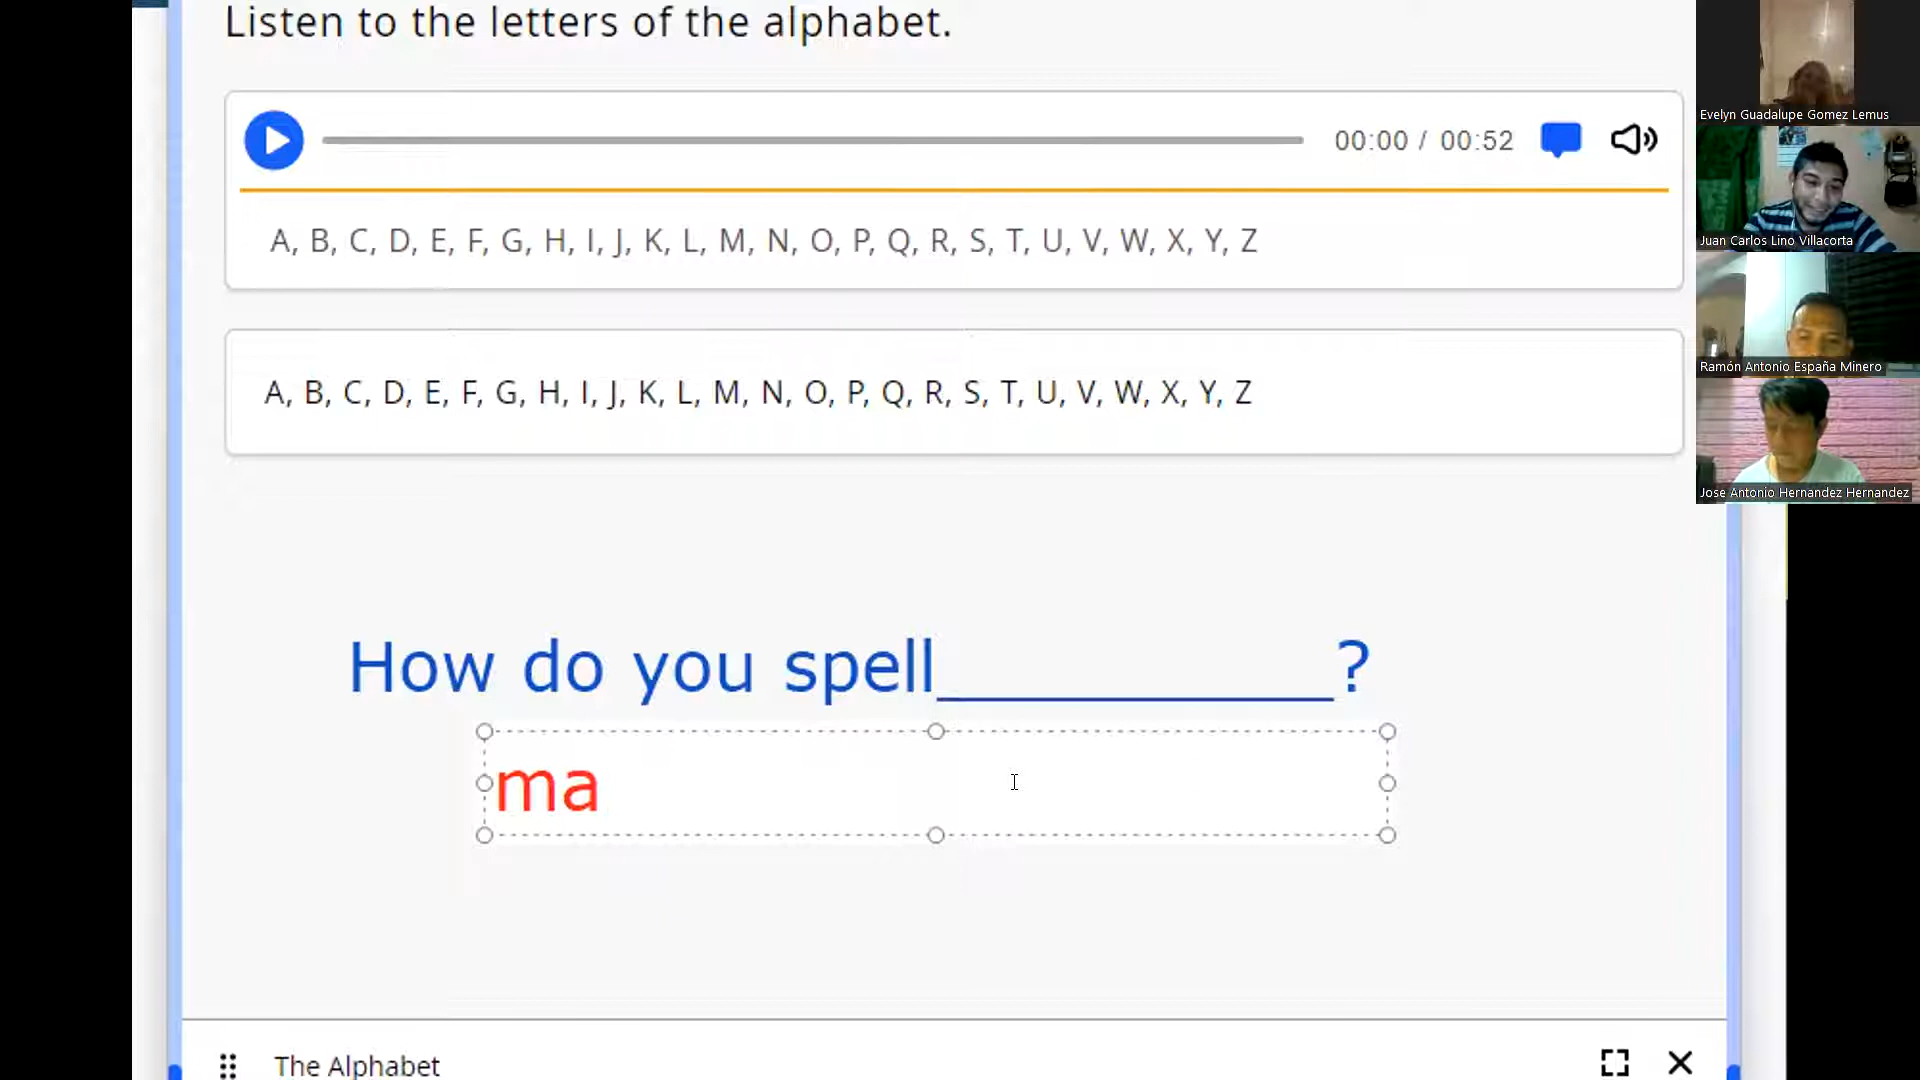 Listen to the letters of the alphabet.
00:00 / 00:52
A, B, C, D, E, F, G, H, I, J, K, L, M, N, O, P, Q, R, S, T, U, V, W, X, Y, Z
A, B, C, D, E, F, G, H, I, J, K, L, M, N, O, P, Q, R, S, T, U, V, W, X, Y, Z
How do you spell___________?
ma
The Alphabet
Evelyn Guadalupe Gomez Lemus
Juan Carlos Lino Villacorta
Ramón Antonio España Minero
Jose Antonio Hernandez Hernandez